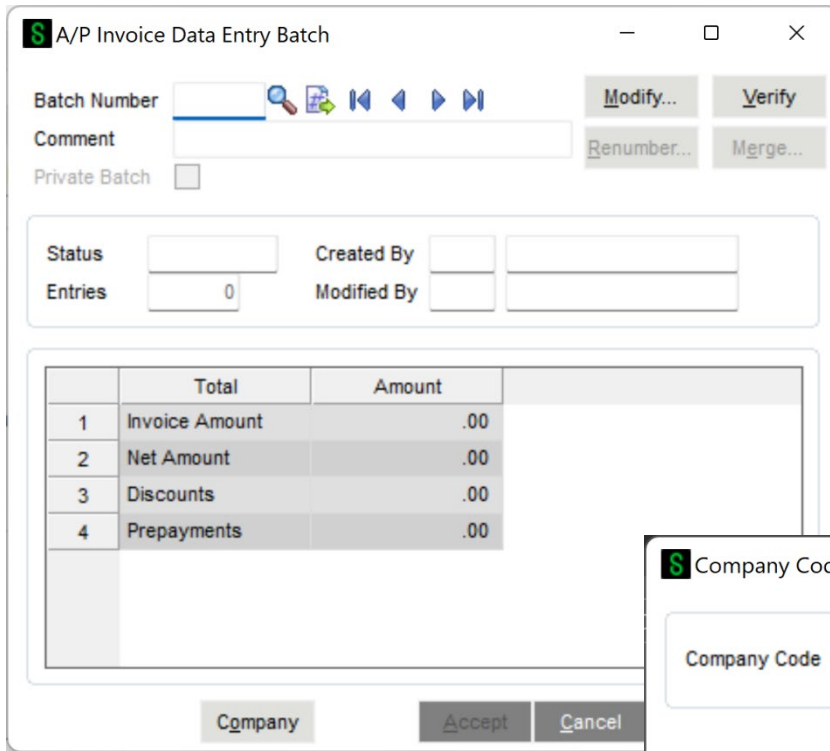 S A/P Invoice Data Entry Batch
Batch Number Modify... Verify
Comment Renumber... Merge...
Private Batch
Status Created By
Entries 0 Modified By
Total Amount
1 Invoice Amount .00
2 Net Amount .00
3 Discounts .00
4 Prepayments .00
S Company Cod
Company Code
Company Accept Cancel